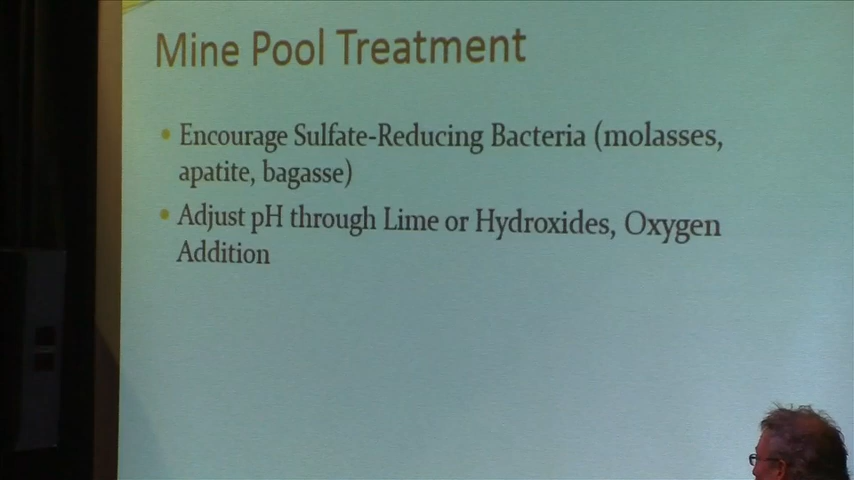 Mine Pool Treatment
• Encourage Sulfate-Reducing Bacteria (molasses,
apatite, bagasse)
• Adjust pH through Lime or Hydroxides, Oxygen
Addition